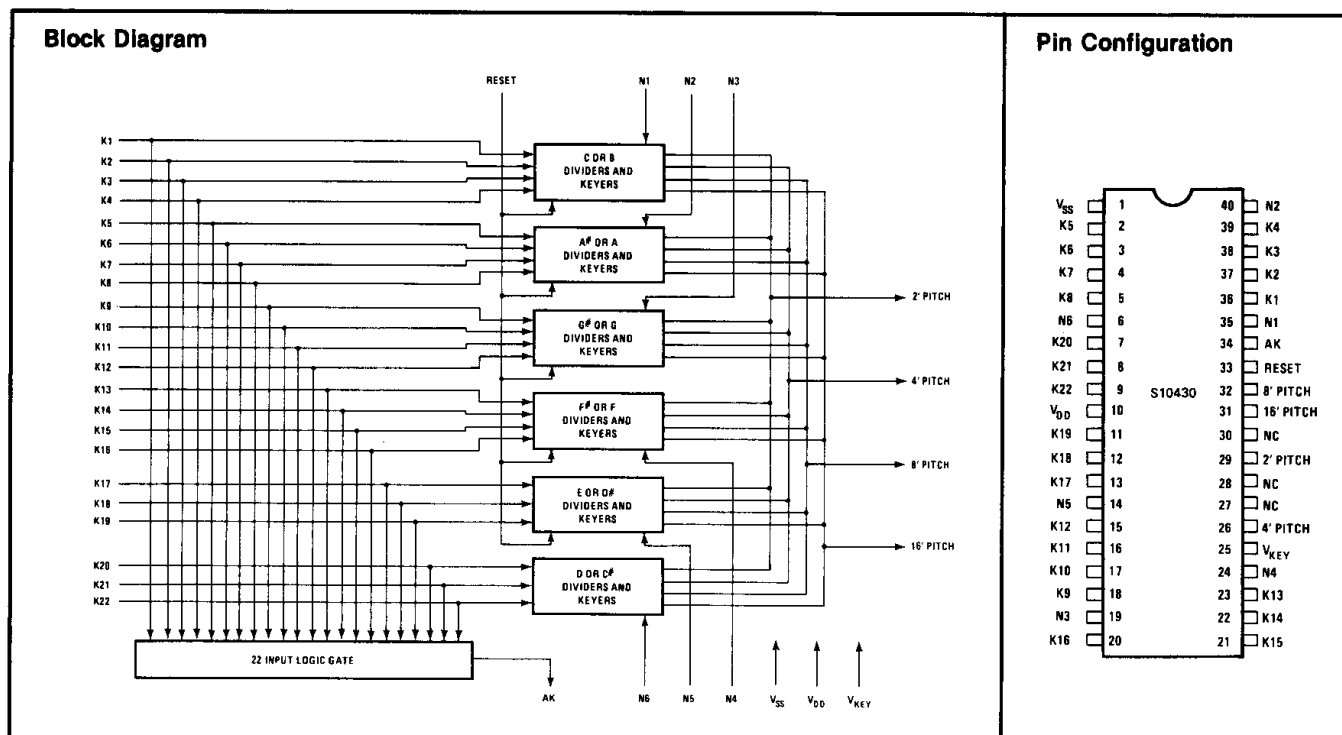 Block Diagram
RESET
N1
N2
N3
K1
K2
K3
K4
K5
K6
K7
K8
K9
K10
K11
K12
K13
K14
K15
K16
K17
K18
K19
K20
K21
K22
C OR B
DIVIDERS AND
KEYERS
A# OR A
DIVIDERS AND
KEYERS
G# OR G
DIVIDERS AND
KEYERS
F# OR F
DIVIDERS AND
KEYERS
E OR D#
DIVIDERS AND
KEYERS
D OR C#
DIVIDERS AND
KEYERS
2' PITCH
4' PITCH
8' PITCH
16' PITCH
22 INPUT LOGIC GATE
AK
N6
N5
N4
VSS
VDD
VKEY
Pin Configuration
VSS 1 40 N2
K5 2 39 K4
K6 3 38 K3
K7 4 37 K2
K8 5 36 K1
N6 6 35 N1
K20 7 34 AK
K21 8 33 RESET
K22 9 32 8' PITCH
S10430
VDD 10 31 16' PITCH
K19 11 30 NC
K18 12 29 2' PITCH
K17 13 28 NC
N5 14 27 NC
K12 15 26 4' PITCH
K11 16 25 VKEY
K10 17 24 N4
K9 18 23 K13
N3 19 22 K14
K16 20 21 K15